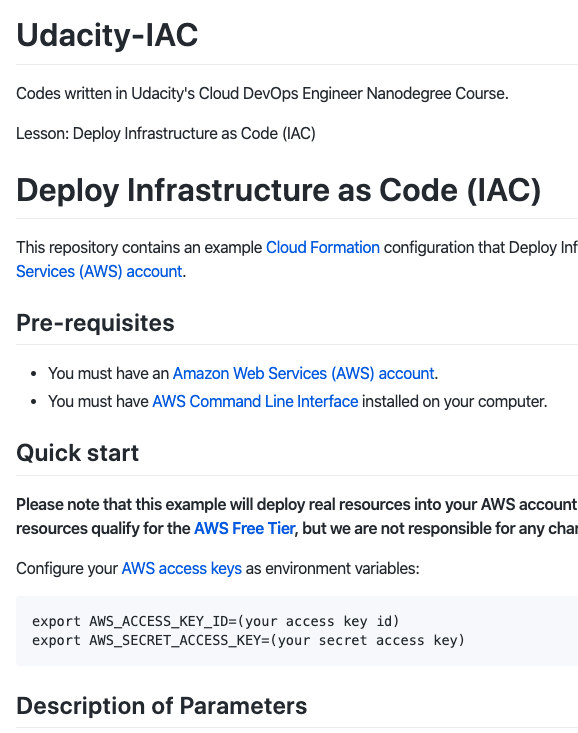 Udacity-IAC
Codes written in Udacity's Cloud DevOps Engineer Nanodegree Course.
Lesson: Deploy Infrastructure as Code (IAC)
Deploy Infrastructure as Code (IAC)
This repository contains an example Cloud Formation configuration that Deploy Inf
Services (AWS) account.
Pre-requisites
• You must have an Amazon Web Services (AWS) account.
• You must have AWS Command Line Interface installed on your computer.
Quick start
Please note that this example will deploy real resources into your AWS account
resources qualify for the AWS Free Tier, but we are not responsible for any char
Configure your AWS access keys as environment variables:
export AWS_ACCESS_KEY_ID=(your access key id)
export AWS_SECRET_ACCESS_KEY=(your secret access key)
Description of Parameters